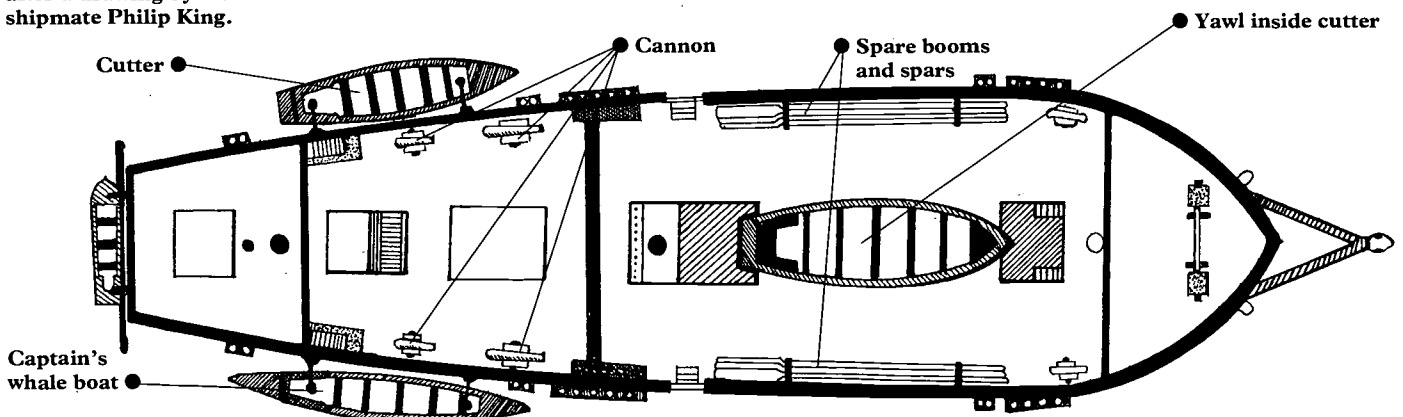 shipmate Philip King.
Cutter
Cannon
Spare booms
and spars
Yawl inside cutter
Captain's
whale boat